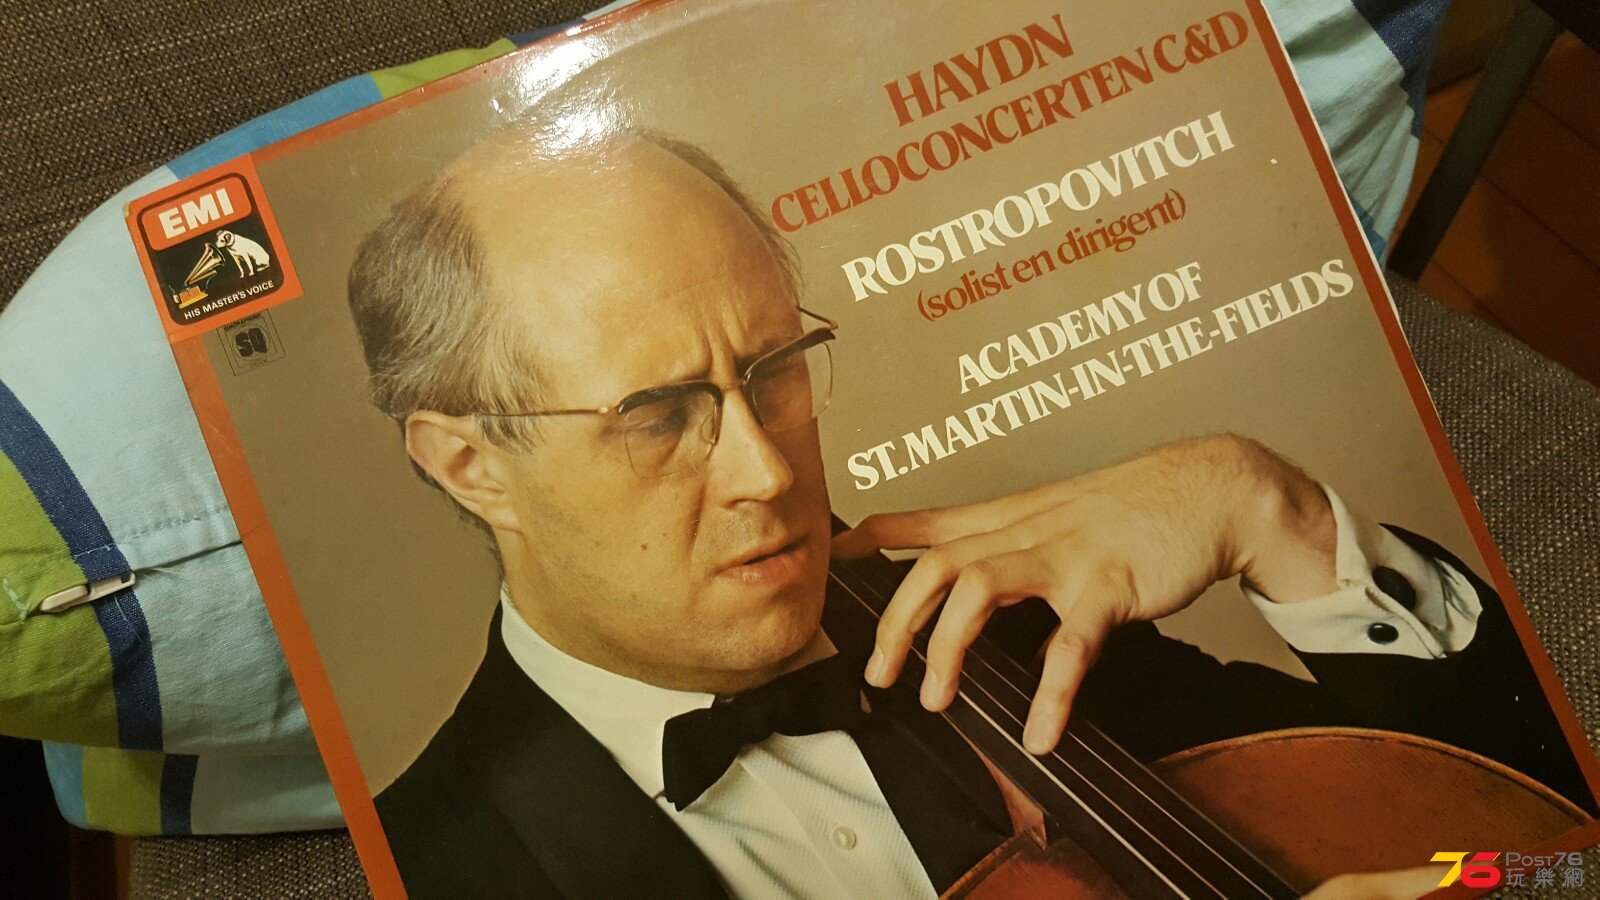 HAYDN
CELLOCONCERTEN C&D
ROSTROPOVITCH
(solist en dirigent)
ACADEMY OF
ST. MARTIN-IN-THE-FIELDS
EMI
HIS MASTER'S VOICE
QUADRAPHONIC
SQ
POST76
玩樂網